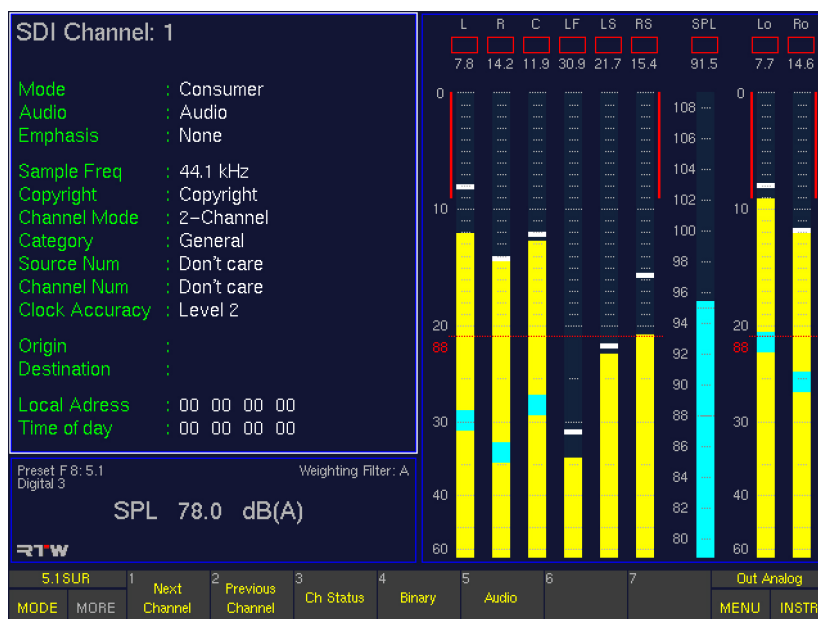 SDI Channel: 1
Mode : Consumer
Audio : Audio
Emphasis : None
Sample Freq : 44.1 kHz
Copyright : Copyright
Channel Mode : 2-Channel
Category : General
Source Num : Don't care
Channel Num : Don't care
Clock Accuracy : Level 2
Origin :
Destination :
Local Adress : 00 00 00 00
Time of day : 00 00 00 00
Preset F 8: 5.1 Weighting Filter: A
Digital 3
SPL 78.0 dB(A)
RTW
L R C LF LS RS SPL Lo Ro
7.8 14.2 11.9 30.9 21.7 15.4 91.5 7.7 14.6
0 108 0
106
104
10 102 10
100
98
96
20 94 20
88 92 88
90
30 88 30
86
40 84 40
82
60 80 60
5.1SUR 1 Next Channel 2 Previous Channel 3 Ch Status 4 Binary 5 Audio 6 7 Out Analog
MODE MORE MENU INSTR